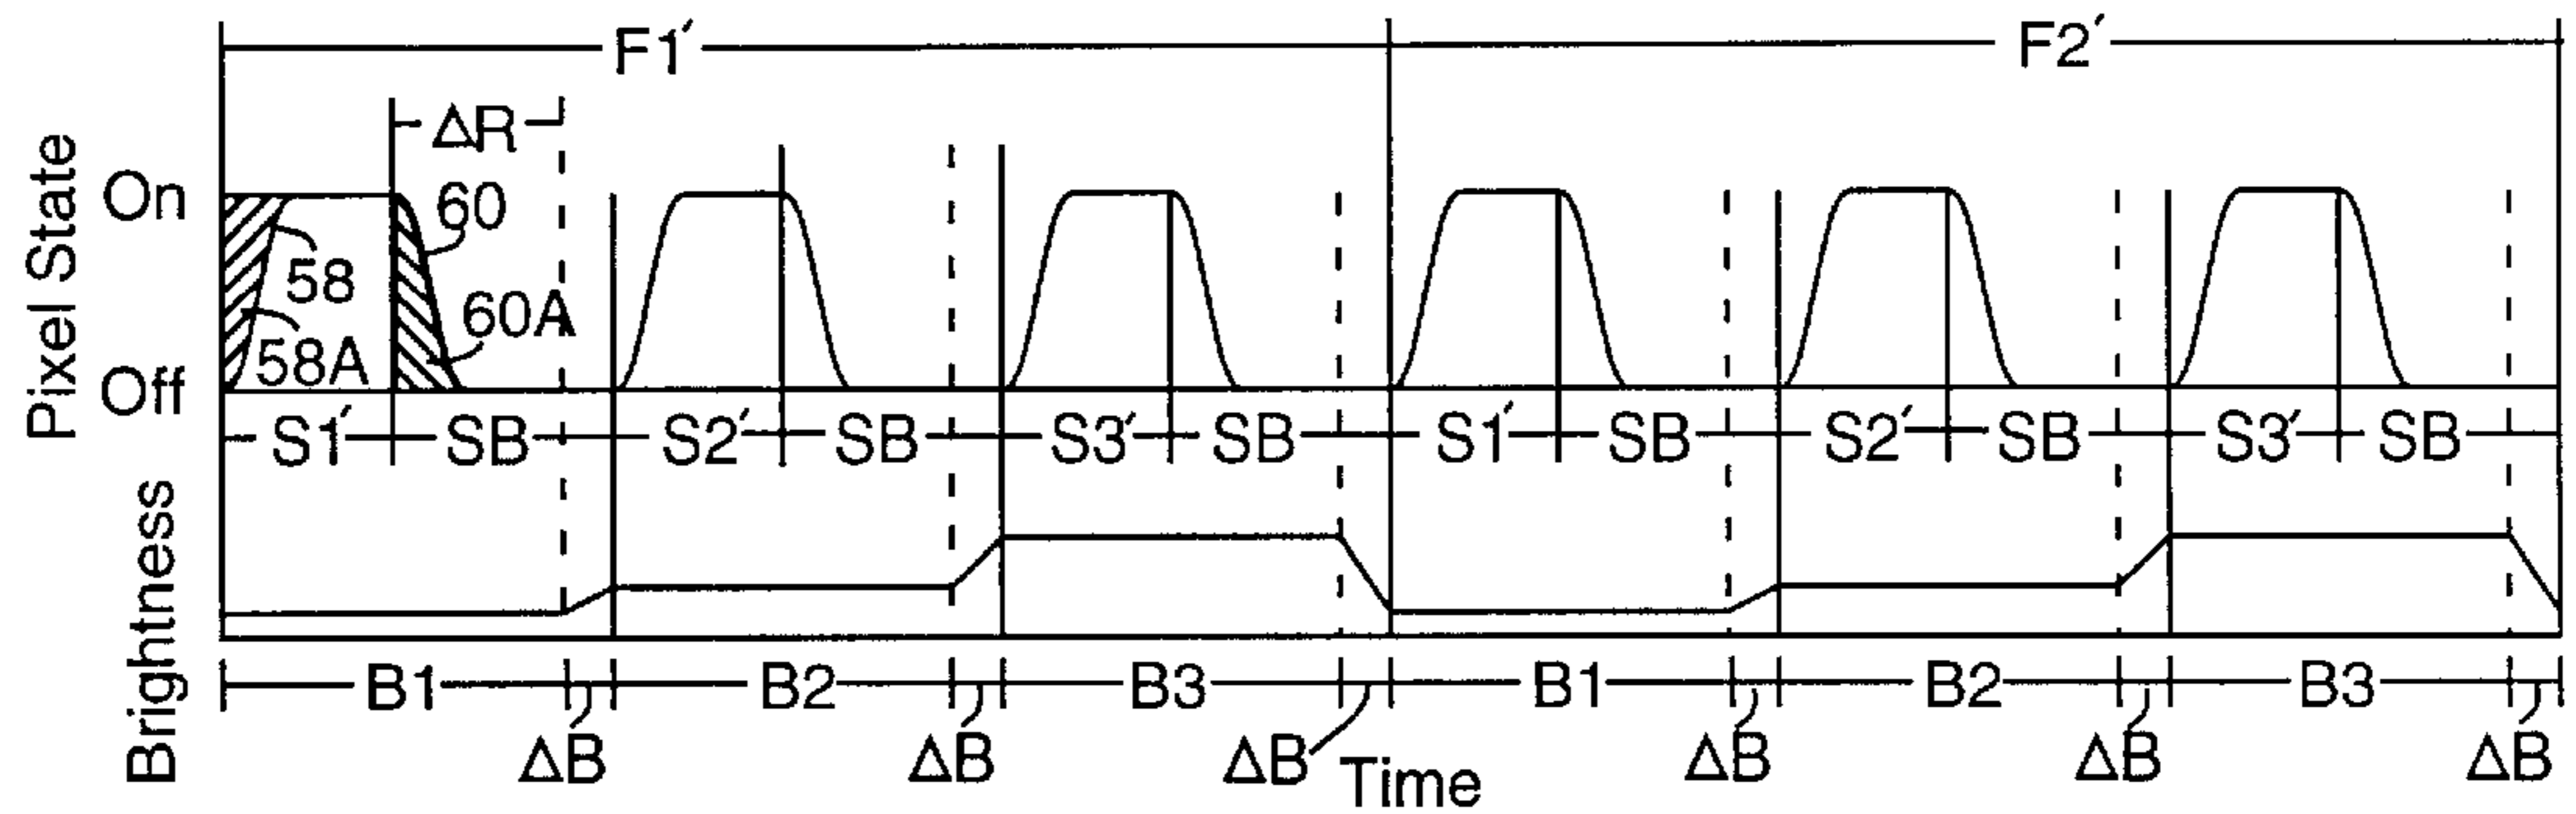 F1′ F2′
ΔR
Pixel State
On
60
58
60A
58A
Off
S1′ SB S2′ SB S3′ SB S1′ SB S2′ SB S3′ SB
Brightness
B1 B2 B3 B1 B2 B3
ΔB ΔB ΔB ΔB ΔB ΔB
Time